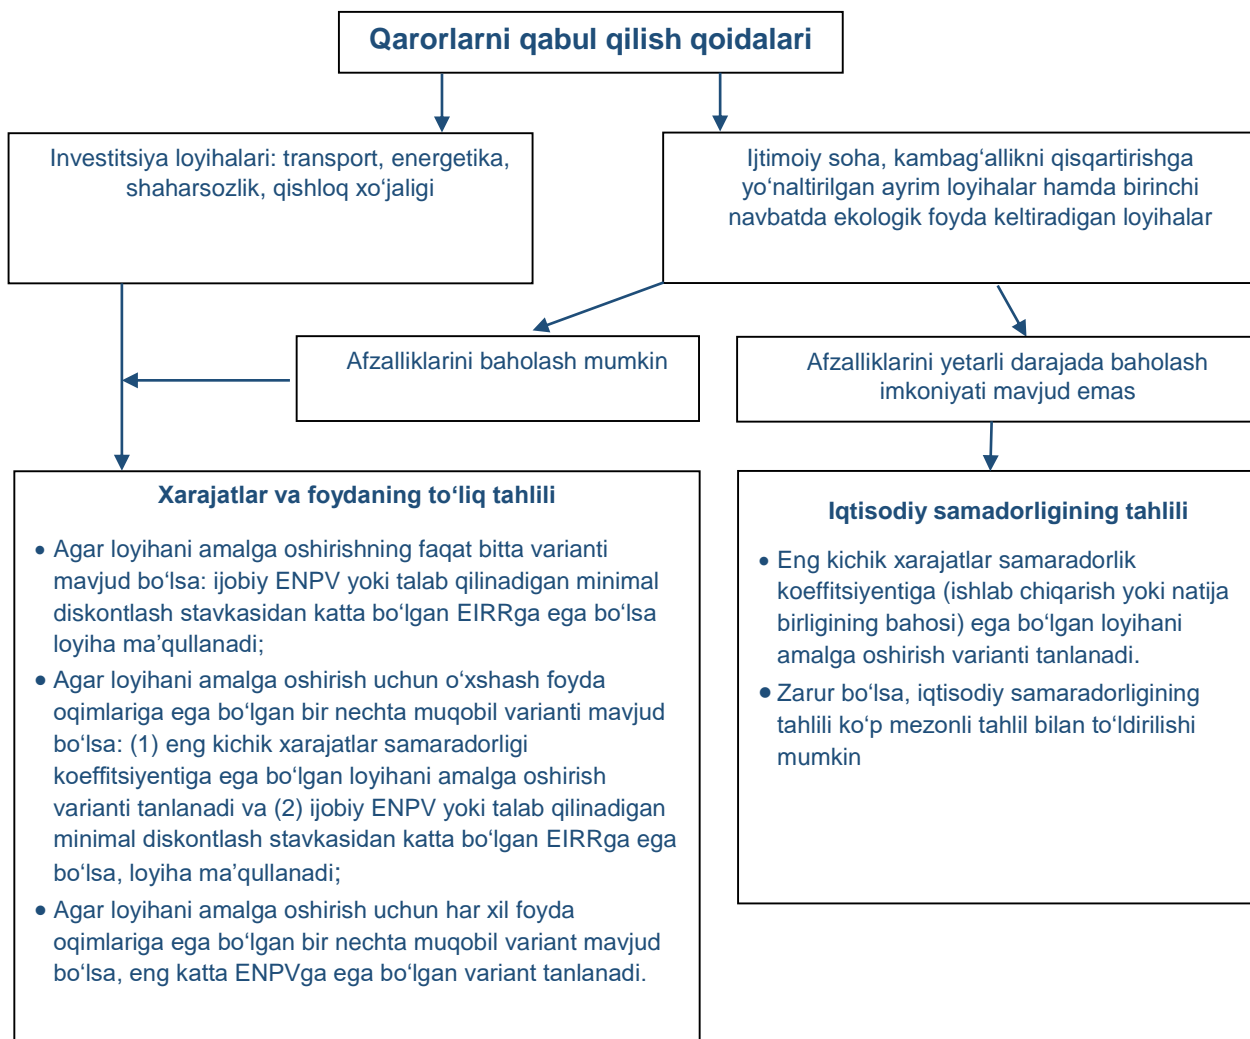 Qarorlarni qabul qilish qoidalari
Investitsiya loyihalari: transport, energetika,
shaharsozlik, qishloq xo‘jaligi
Ijtimoiy soha, kambag‘allikni qisqartirishga
yo‘naltirilgan ayrim loyihalar hamda birinchi
navbatda ekologik foyda keltiradigan loyihalar
Afzalliklarini baholash mumkin
Afzalliklarini yetarli darajada baholash
imkoniyati mavjud emas
Xarajatlar va foydaning to‘liq tahlili
• Agar loyihani amalga oshirishning faqat bitta varianti
mavjud bo‘lsa: ijobiy ENPV yoki talab qilinadigan minimal
diskontlash stavkasidan katta bo‘lgan EIRRga ega bo‘lsa
loyiha ma’qullanadi;
• Agar loyihani amalga oshirish uchun o‘xshash foyda
oqimlariga ega bo‘lgan bir nechta muqobil varianti mavjud
bo‘lsa: (1) eng kichik xarajatlar samaradorligi
koeffitsiyentiga ega bo‘lgan loyihani amalga oshirish
varianti tanlanadi va (2) ijobiy ENPV yoki talab qilinadigan
minimal diskontlash stavkasidan katta bo‘lgan EIRRga ega
bo‘lsa, loyiha ma’qullanadi;
• Agar loyihani amalga oshirish uchun har xil foyda
oqimlariga ega bo‘lgan bir nechta muqobil variant mavjud
bo‘lsa, eng katta ENPVga ega bo‘lgan variant tanlanadi.
Iqtisodiy samadorligining tahlili
• Eng kichik xarajatlar samaradorlik
koeffitsiyentiga (ishlab chiqarish yoki natija
birligining bahosi) ega bo‘lgan loyihani
amalga oshirish varianti tanlanadi.
• Zarur bo‘lsa, iqtisodiy samaradorligining
tahlili ko‘p mezonli tahlil bilan to‘ldirilishi
mumkin